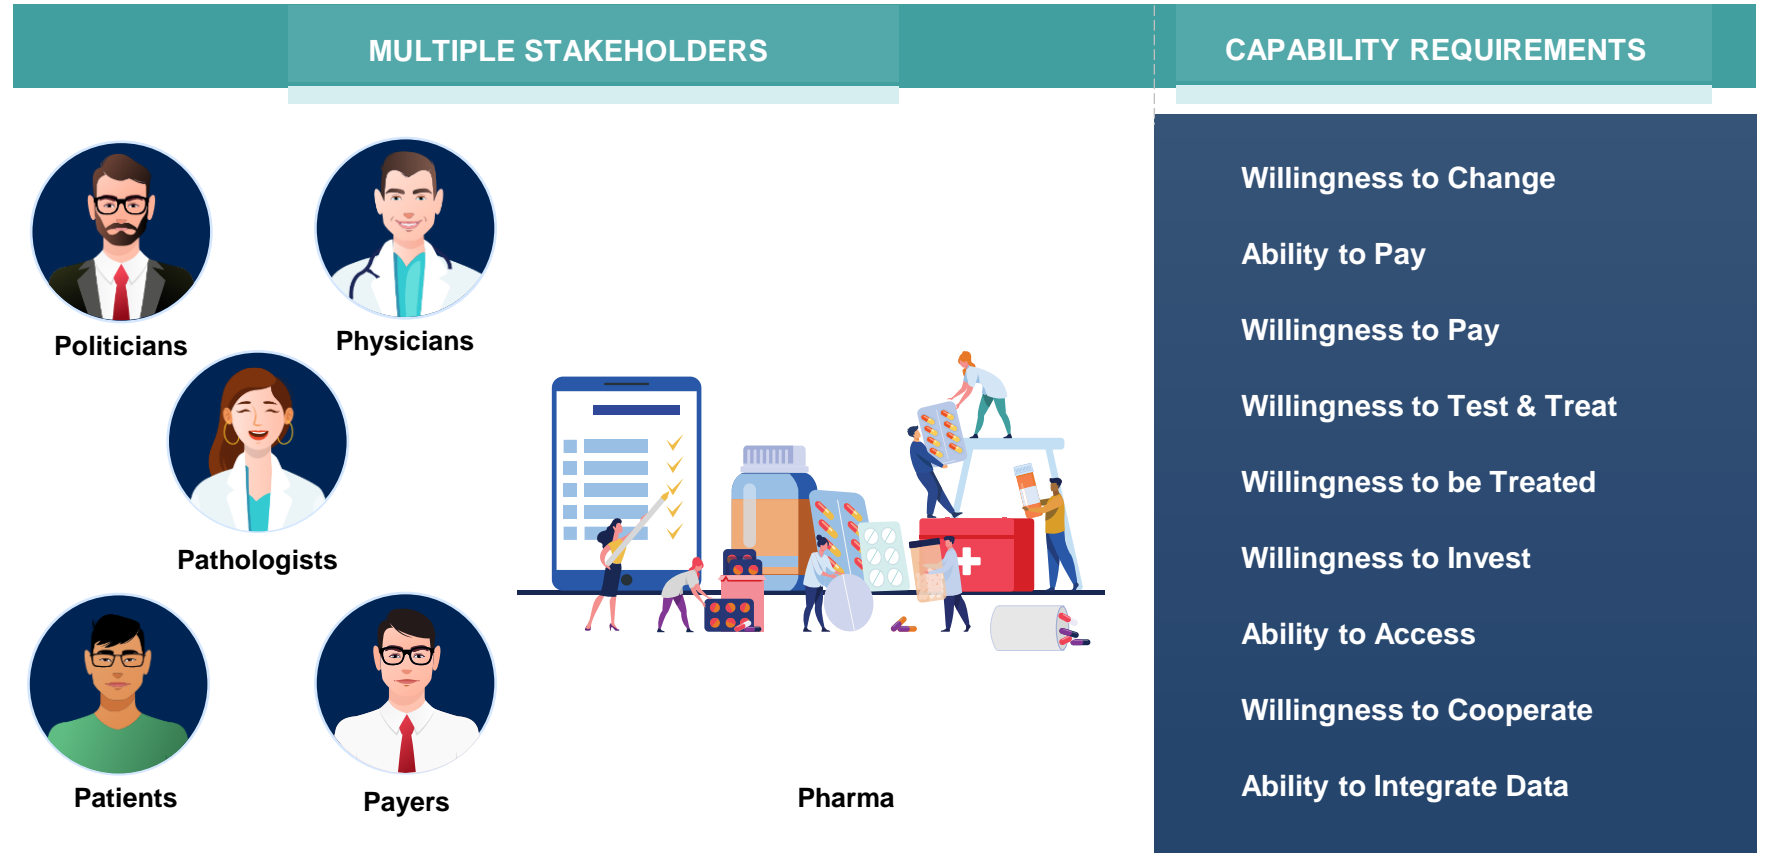 MULTIPLE STAKEHOLDERS
CAPABILITY REQUIREMENTS
Politicians
Physicians
Pathologists
Patients
Payers
Pharma
Willingness to Change
Ability to Pay
Willingness to Pay
Willingness to Test & Treat
Willingness to be Treated
Willingness to Invest
Ability to Access
Willingness to Cooperate
Ability to Integrate Data